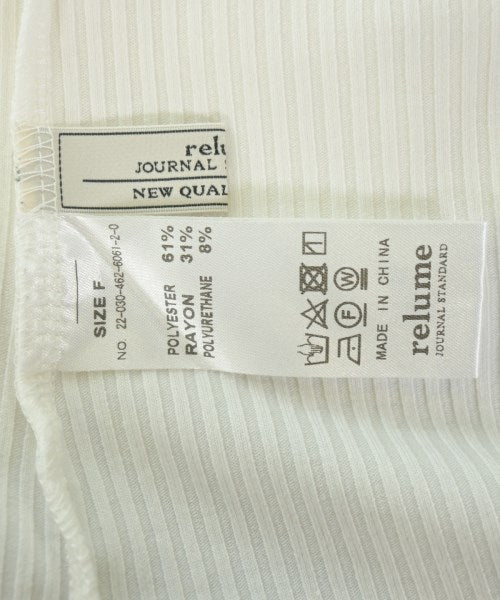 relume
JOURNAL S
NEW QUAL
SIZE F
NO 22-030-462-6061-2-0
POLYESTER 61%
RAYON 31%
POLYURETHANE 8%
F W
MADE IN CHINA
relume
JOURNAL STANDARD